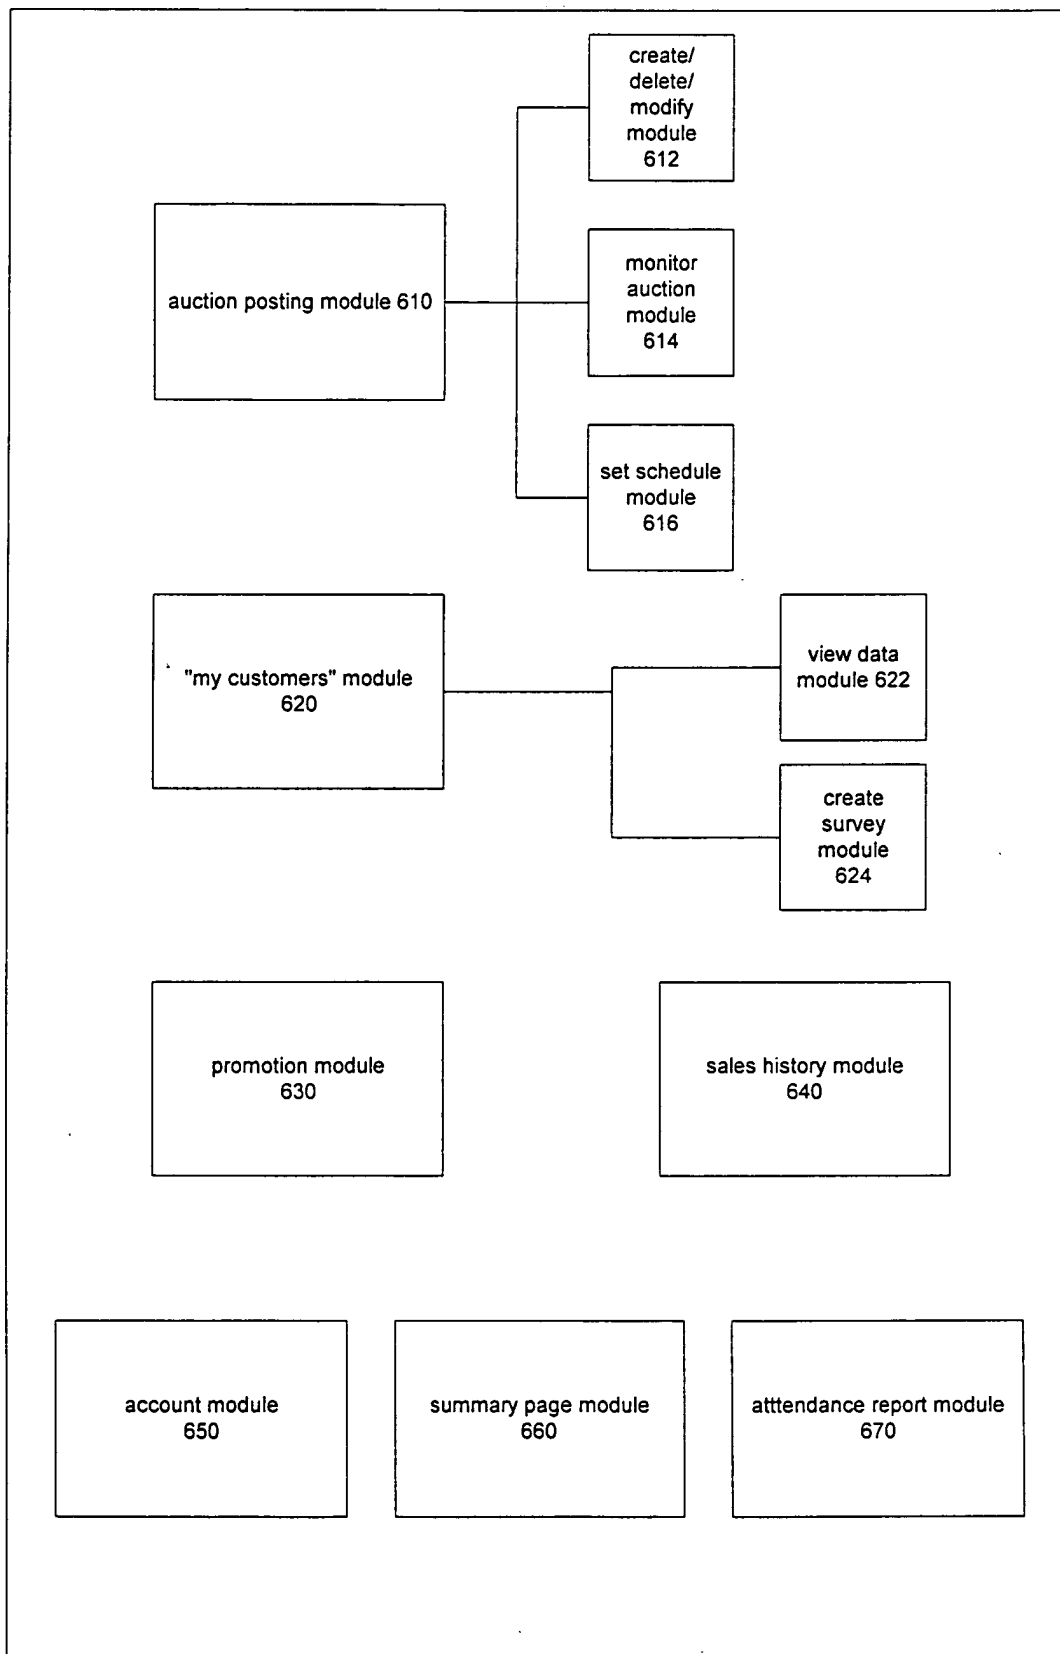 create/
delete/
modify
module
612
auction posting module 610
monitor
auction
module
614
set schedule
module
616
"my customers" module
620
view data
module 622
create
survey
module
624
promotion module
630
sales history module
640
account module
650
summary page module
660
atttendance report module
670